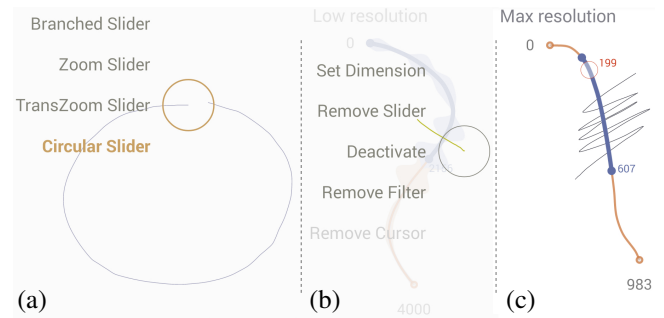 Branched Slider
Zoom Slider
TransZoom Slider
Circular Slider
(a)
Low resolution
0
Set Dimension
Remove Slider
Deactivate
Remove Filter
Remove Cursor
4000
(b)
Max resolution
0
199
607
983
(c)